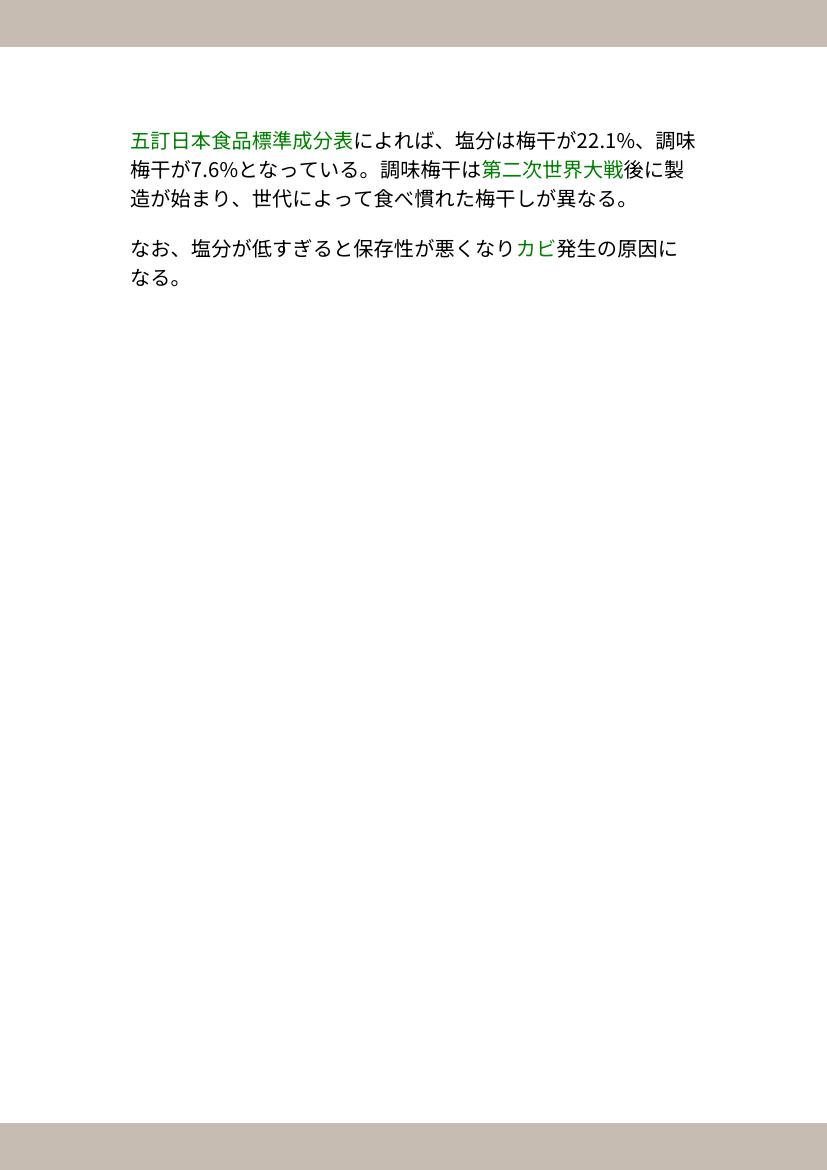 五訂日本食品標準成分表によれば、塩分は梅干が22.1%、調味
梅干が7.6%となっている。調味梅干は第二次世界大戦後に製
造が始まり、世代によって食べ慣れた梅干しが異なる。
なお、塩分が低すぎると保存性が悪くなりカビ発生の原因に
なる。